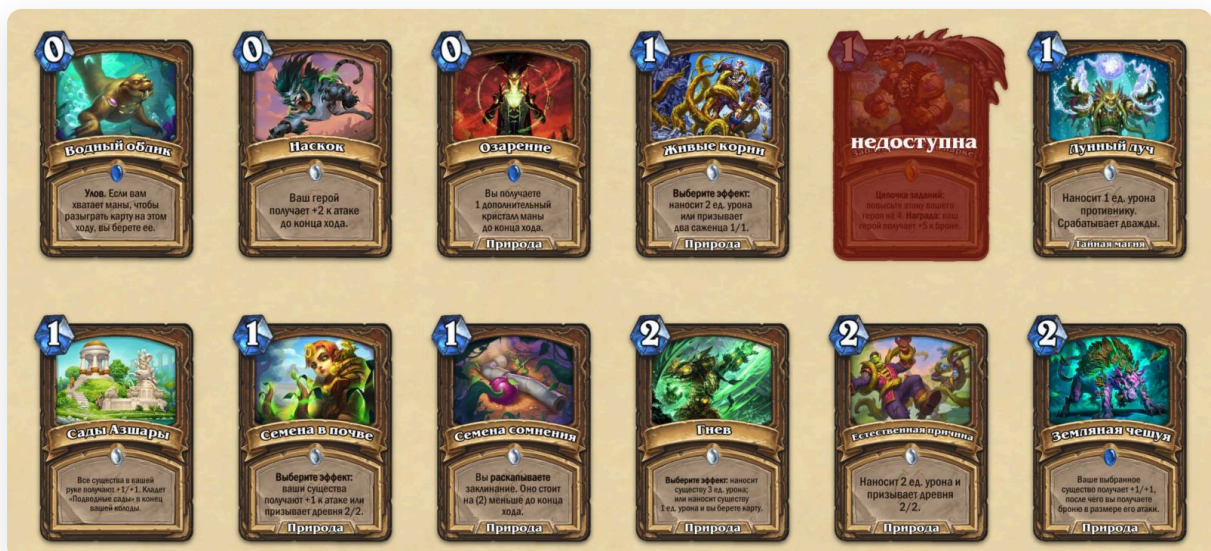 0
Водный облик
Улов. Если вам
хватает маны, чтобы
разыграть карту на этом
ходу, вы берете ее.
0
Наскок
Ваш герой
получает +2 к атаке
до конца хода.
0
Озарение
Вы получаете
1 дополнительный
кристалл маны
до конца хода.
Природа
1
Живые корни
Выберите эффект:
наносит 2 ед. урона
или призывает
два саженца 1/1.
Природа
1
недоступна
Цепочка заданий:
повысьте атаку вашего
героя на 4. Награда: ваш
герой получает +5 к броне.
1
Лунный луч
Наносит 1 ед. урона
противнику.
Срабатывает дважды.
Тайная магия
1
Сады Азшары
Все существа в вашей
руке получают +1/+1. Кладет
«Подводные сады» в конец
вашей колоды.
1
Семена в почве
Выберите эффект:
ваши существа
получают +1 к атаке или
призывает древня 2/2.
Природа
1
Семена сомнения
Вы раскапываете
заклинание. Оно стоит
на (2) меньше до конца
хода.
Природа
2
Гнев
Выберите эффект: наносит
существу 3 ед. урона;
или наносит существу
1 ед. урона и вы берете карту.
Природа
2
Естественная причина
Наносит 2 ед. урона и
призывает древня
2/2.
Природа
2
Земляная чешуя
Ваше выбранное
существо получает +1/+1,
после чего вы получаете
броню в размере его атаки.
Природа